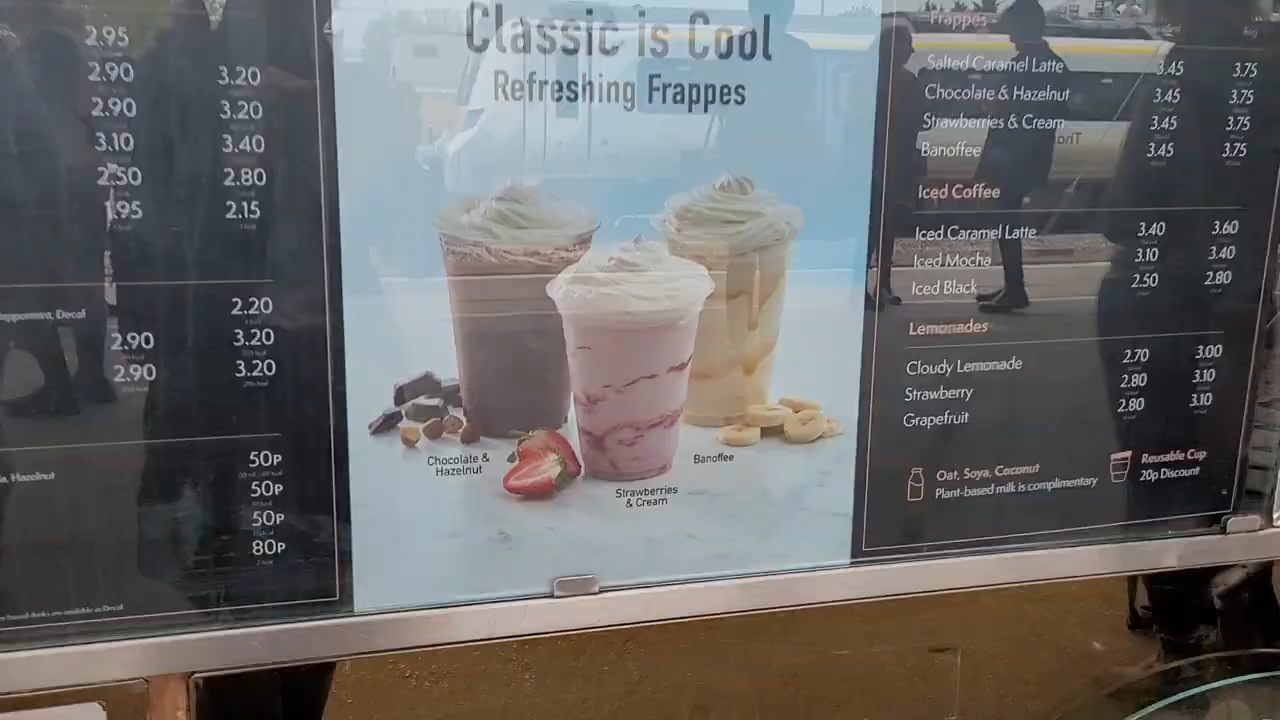 2.95
2.90 3.20
2.90 3.20
3.10 3.40
2.50 2.80
1.95 2.15
2.20
Peppermint, Decaf
2.90 3.20
2.90 3.20
Hazelnut
50P
50P
50P
80P
Classic is Cool
Refreshing Frappes
Chocolate &
Hazelnut
Strawberries
& Cream
Banoffee
Frappes
Salted Caramel Latte 3.45 3.75
Chocolate & Hazelnut 3.45 3.75
Strawberries & Cream 3.45 3.75
Banoffee 3.45 3.75
Iced Coffee
Iced Caramel Latte 3.40 3.60
Iced Mocha 3.10 3.40
Iced Black 2.50 2.80
Lemonades
Cloudy Lemonade 2.70 3.00
Strawberry 2.80 3.10
Grapefruit 2.80 3.10
Oat, Soya, Coconut
Plant-based milk is complimentary
Reusable Cup
20p Discount